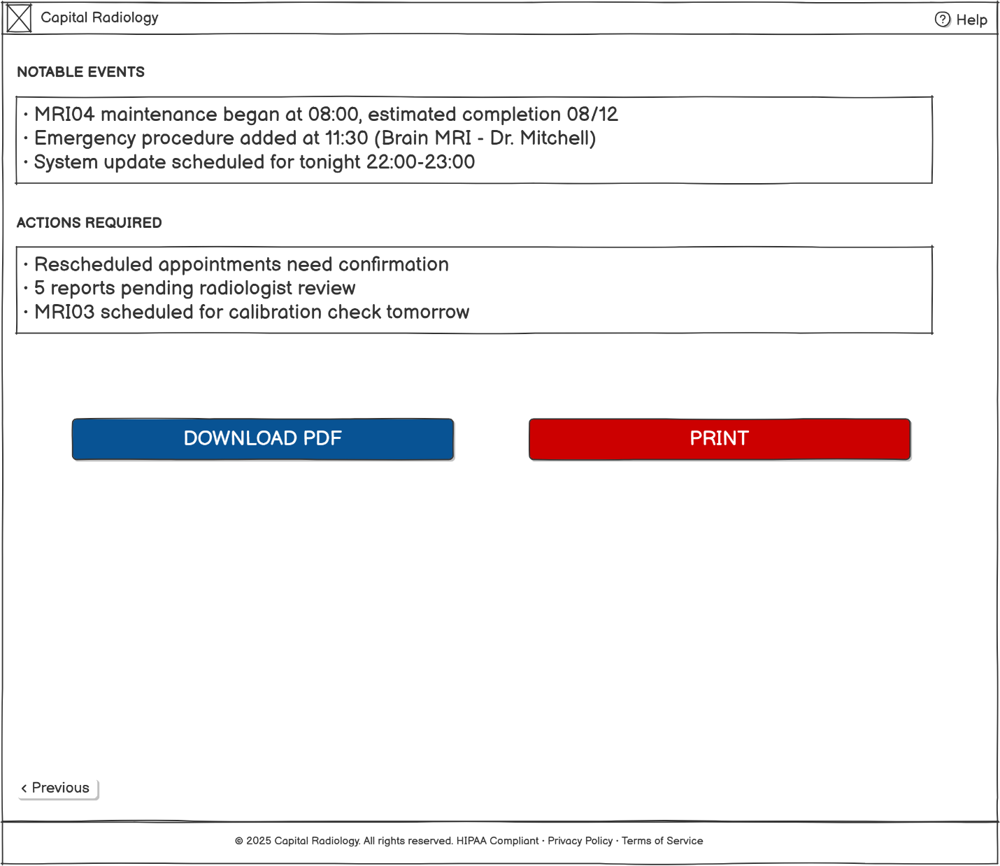 Capital Radiology
? Help
NOTABLE EVENTS
• MRI04 maintenance began at 08:00, estimated completion 08/12
• Emergency procedure added at 11:30 (Brain MRI - Dr. Mitchell)
• System update scheduled for tonight 22:00-23:00
ACTIONS REQUIRED
• Rescheduled appointments need confirmation
• 5 reports pending radiologist review
• MRI03 scheduled for calibration check tomorrow
DOWNLOAD PDF
PRINT
‹ Previous
© 2025 Capital Radiology. All rights reserved. HIPAA Compliant • Privacy Policy • Terms of Service